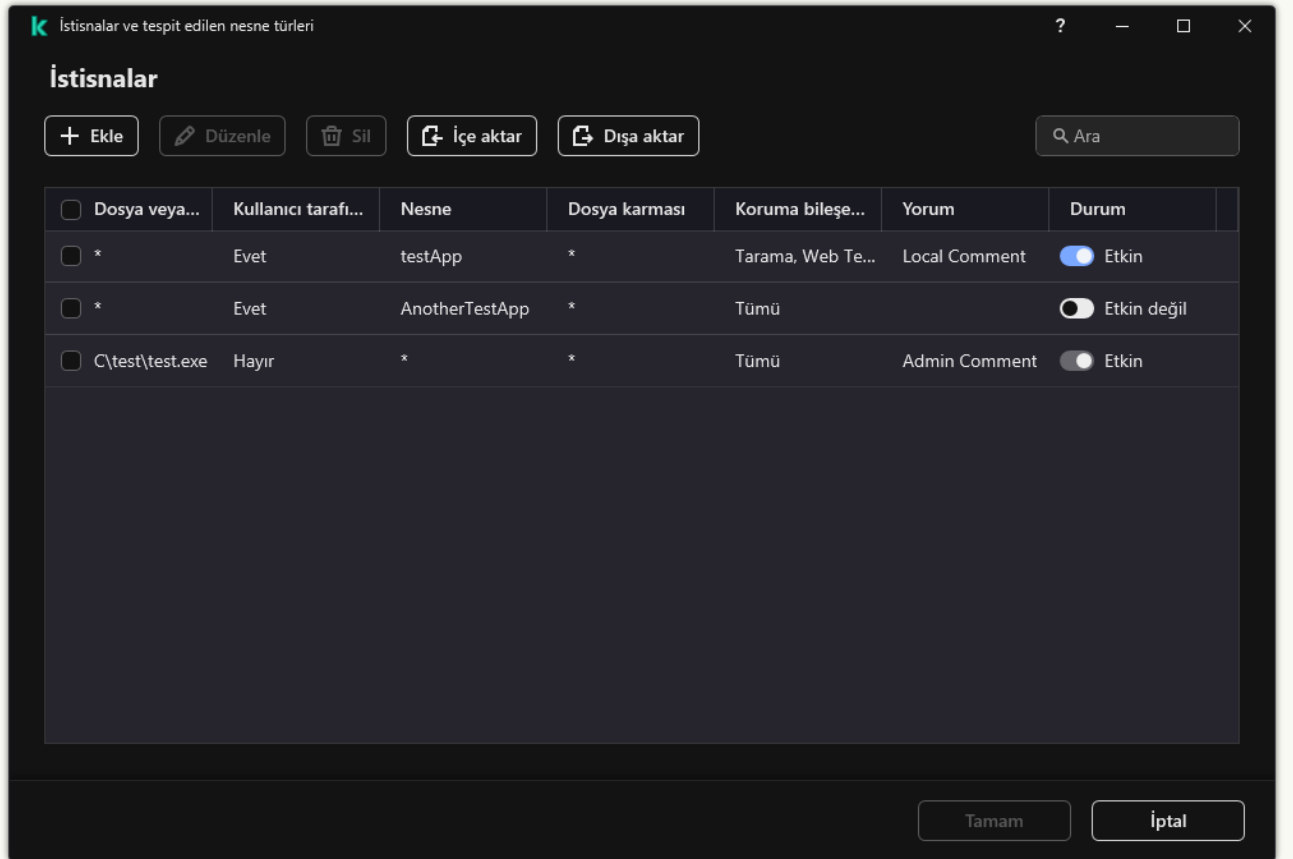 İstisnalar ve tespit edilen nesne türleri ?
İstisnalar
Ekle Düzenle Sil İçe aktar Dışa aktar Ara
Dosya veya... Kullanıcı tarafı... Nesne Dosya karması Koruma bileşe... Yorum Durum
* Evet testApp * Tarama, Web Te... Local Comment Etkin
* Evet AnotherTestApp * Tümü Etkin değil
C\test\test.exe Hayır * * Tümü Admin Comment Etkin
Tamam İptal